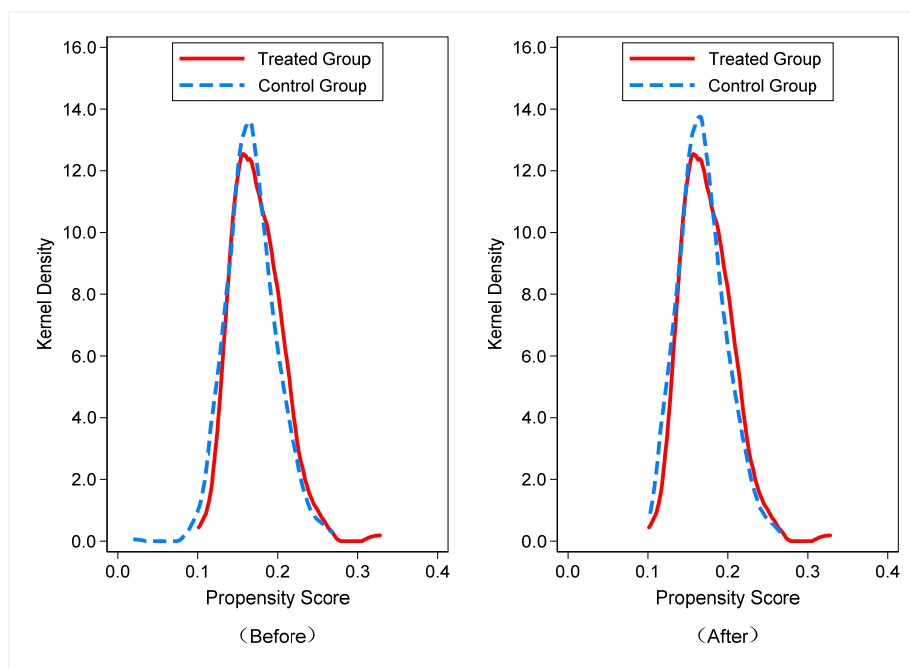 Treated Group
Control Group
16.0
14.0
12.0
10.0
8.0
6.0
4.0
2.0
0.0
Kernel Density
0.0 0.1 0.2 0.3 0.4
Propensity Score
（Before）
Treated Group
Control Group
16.0
14.0
12.0
10.0
8.0
6.0
4.0
2.0
0.0
Kernel Density
0.0 0.1 0.2 0.3 0.4
Propensity Score
（After）